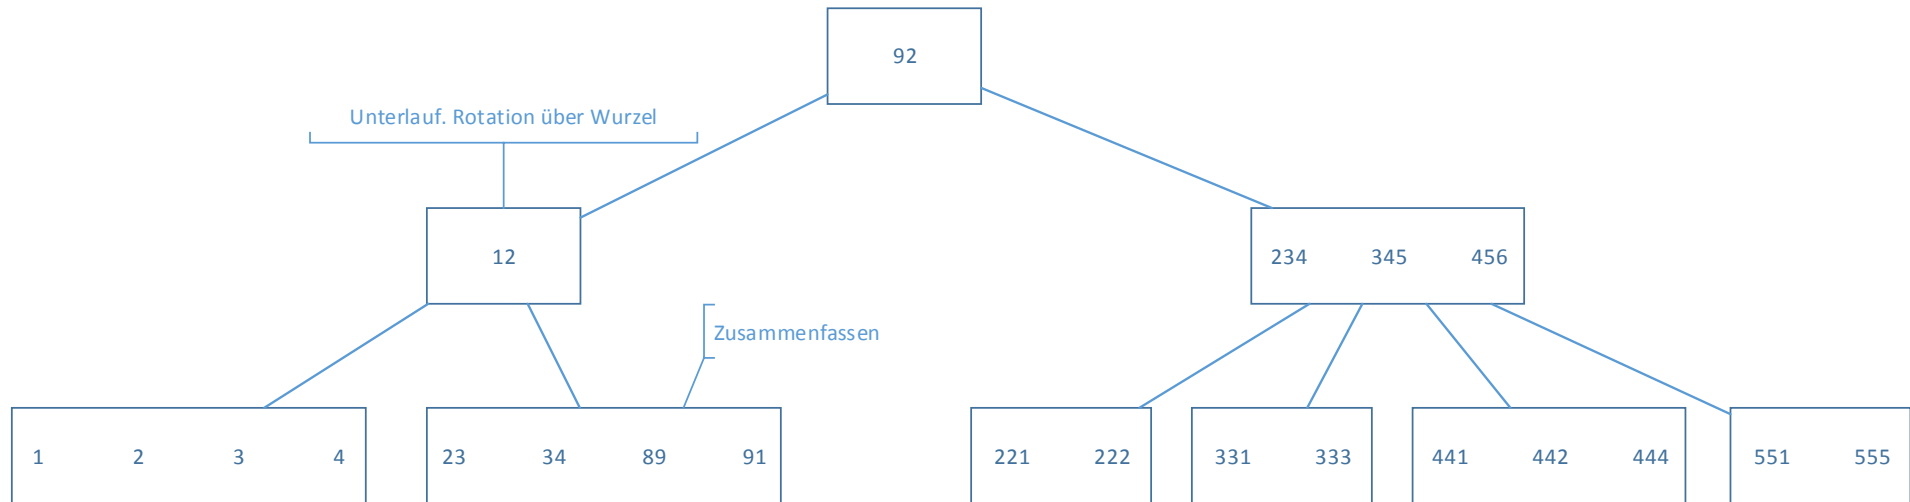 92
Unterlauf. Rotation über Wurzel
12
234 345 456
Zusammenfassen
1 2 3 4
23 34 89 91
221 222
331 333
441 442 444
551 555